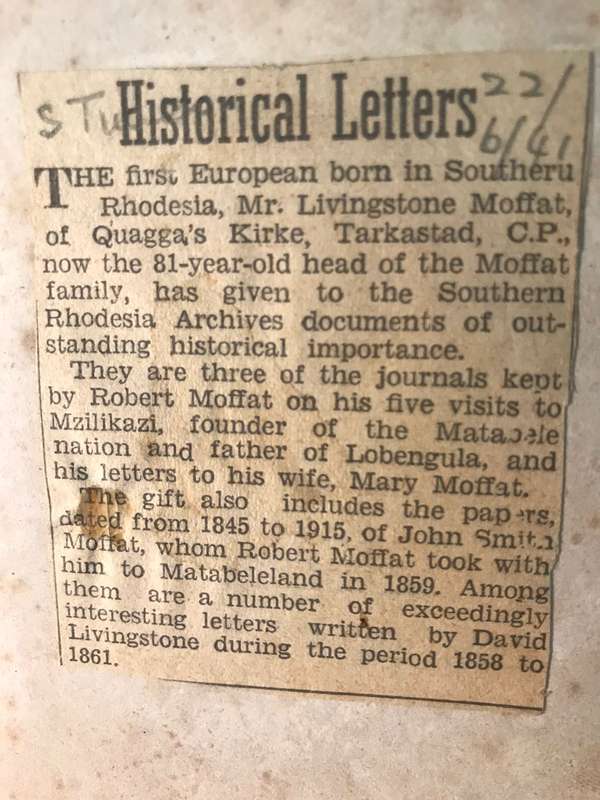 S Tu Historical Letters 22/
6/41
THE first European born in Southern
Rhodesia, Mr. Livingstone Moffat,
of Quagga's Kirke, Tarkastad, C.P.,
now the 81-year-old head of the Moffat
family, has given to the Southern
Rhodesia Archives documents of out-
standing historical importance.
They are three of the journals kept
by Robert Moffat on his five visits to
Mzilikazi, founder of the Matabele
nation and father of Lobengula, and
his letters to his wife, Mary Moffat.
The gift also includes the papers,
dated from 1845 to 1915, of John Smith
Moffat, whom Robert Moffat took with
him to Matabeleland in 1859. Among
them are a number of exceedingly
interesting letters written by David
Livingstone during the period 1858 to
1861.